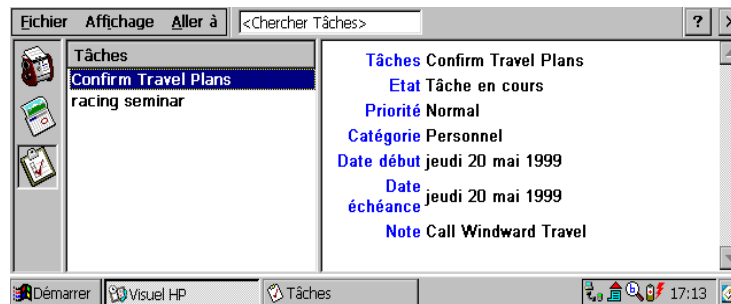 Fichier Affichage Aller à <Chercher Tâches> ?
Tâches
Confirm Travel Plans
racing seminar
Tâches Confirm Travel Plans
Etat Tâche en cours
Priorité Normal
Catégorie Personnel
Date début jeudi 20 mai 1999
Date échéance jeudi 20 mai 1999
Note Call Windward Travel
Démarrer Visuel HP Tâches 17:13